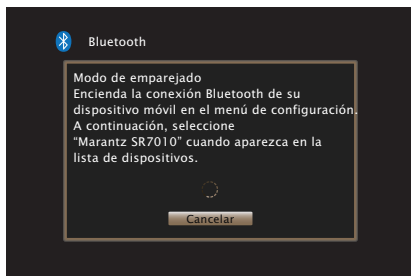 Bluetooth
Modo de emparejado
Encienda la conexión Bluetooth de su
dispositivo móvil en el menú de configuración.
A continuación, seleccione
“Marantz SR7010” cuando aparezca en la
lista de dispositivos.
Cancelar